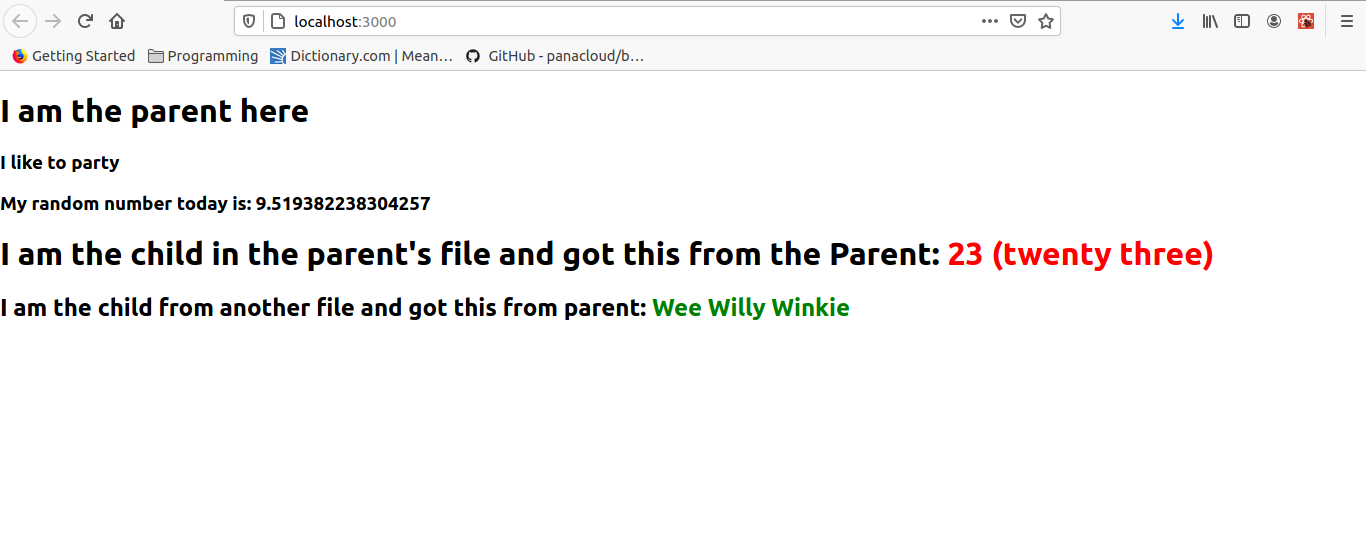 localhost:3000
Getting Started Programming Dictionary.com | Mean… GitHub - panacloud/b…
I am the parent here
I like to party
My random number today is: 9.519382238304257
I am the child in the parent's file and got this from the Parent: 23 (twenty three)
I am the child from another file and got this from parent: Wee Willy Winkie